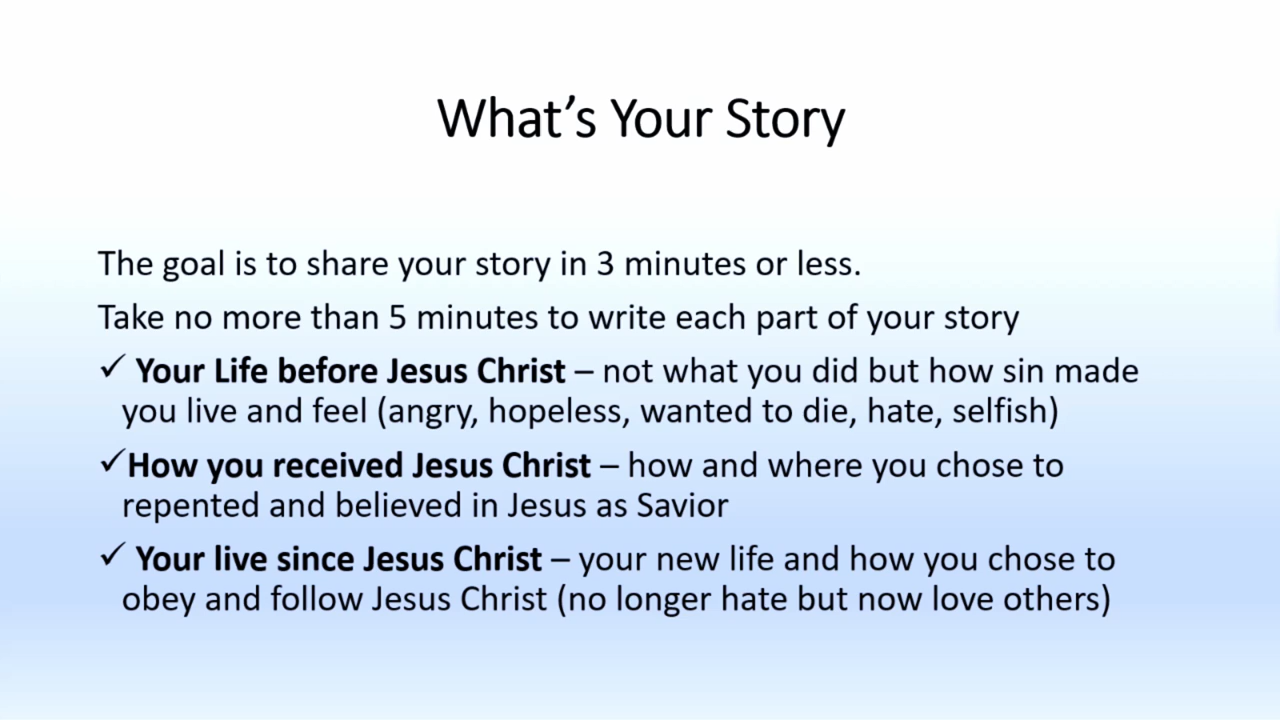 What’s Your Story
The goal is to share your story in 3 minutes or less.
Take no more than 5 minutes to write each part of your story
✓ Your Life before Jesus Christ – not what you did but how sin made
you live and feel (angry, hopeless, wanted to die, hate, selfish)
✓How you received Jesus Christ – how and where you chose to
repented and believed in Jesus as Savior
✓ Your live since Jesus Christ – your new life and how you chose to
obey and follow Jesus Christ (no longer hate but now love others)